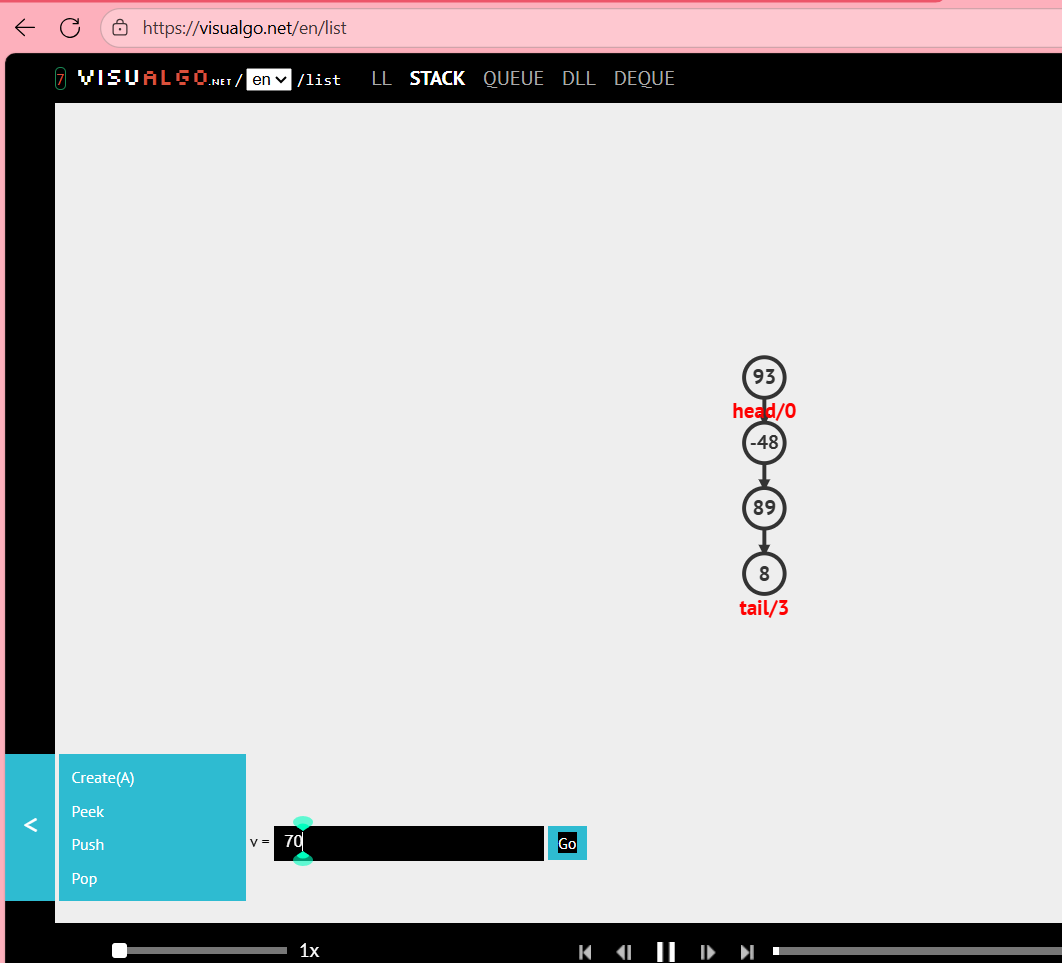 https://visualgo.net/en/list
7 VISUALGO.NET/ en /list LL STACK QUEUE DLL DEQUE
93
head/0
-48
89
8
tail/3
Create(A)
Peek
Push
Pop
<
v = 70 Go
1x